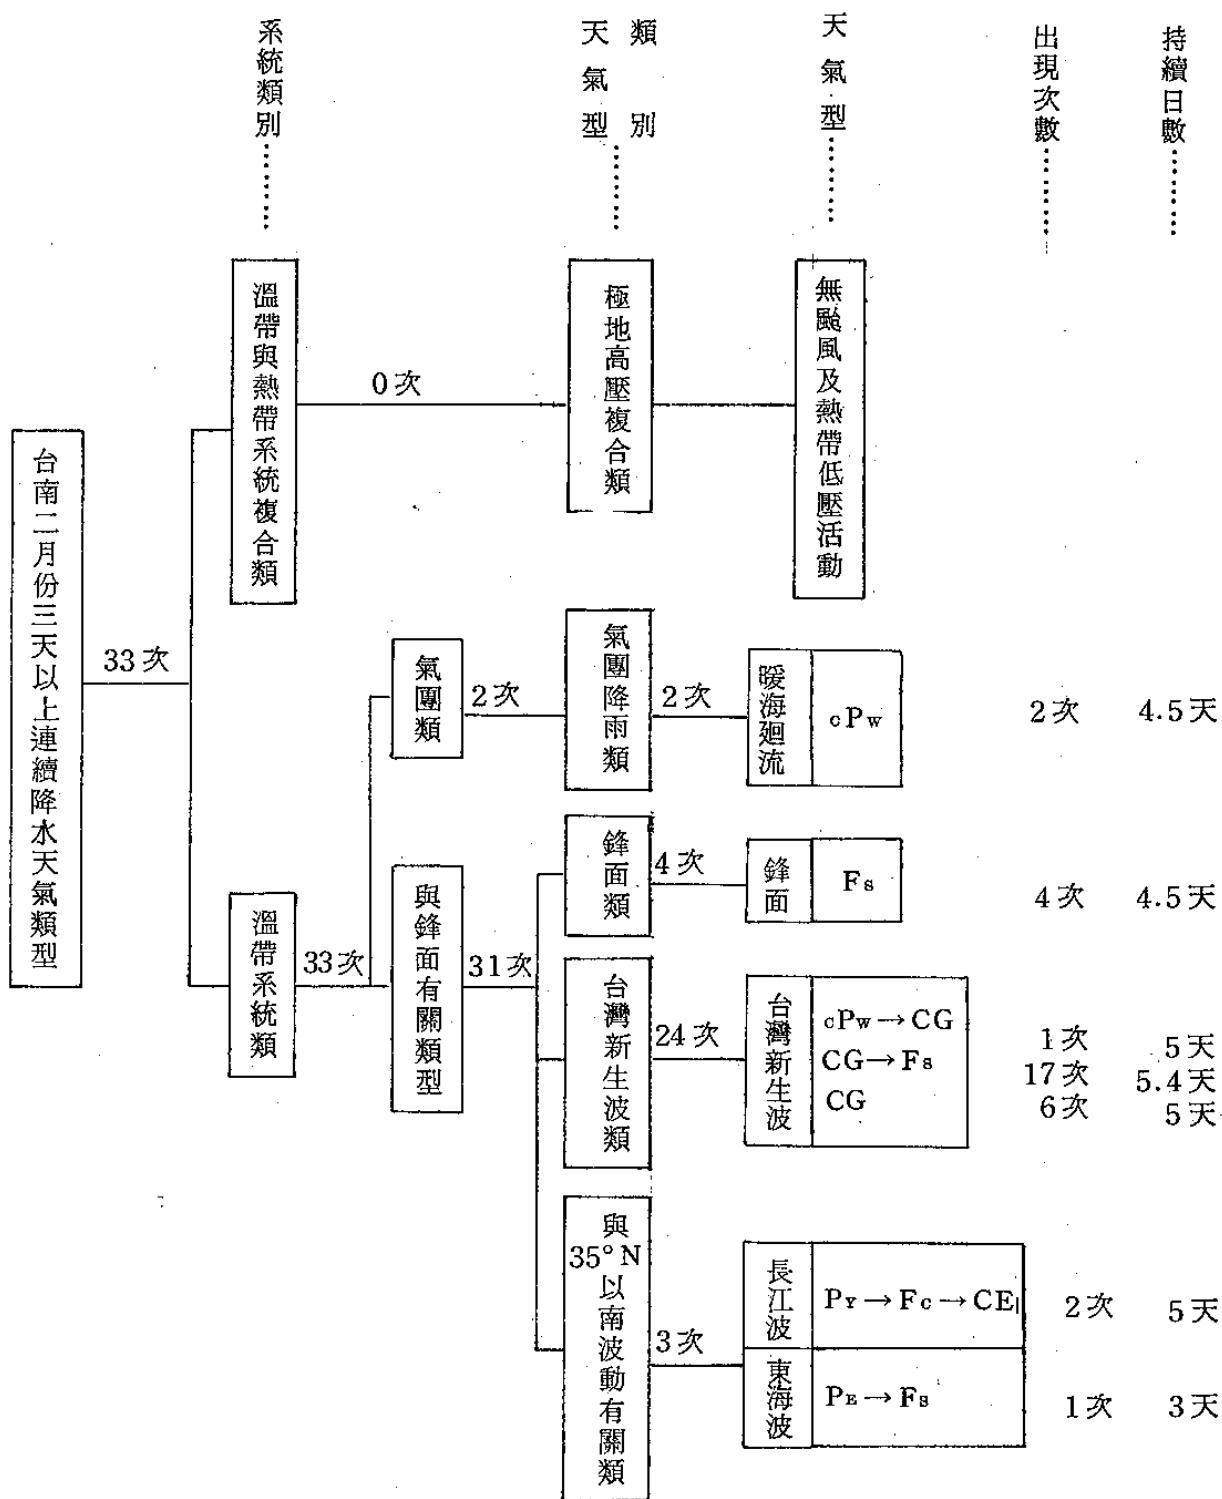 系統類別………
天氣型類別………
天氣型………
出現次數………
持續日數………
台南二月份三天以上連續降水天氣類型
33次
溫帶與熱帶系統複合類
0次
極地高壓複合類
無颱風及熱帶低壓活動
溫帶系統類
33次
氣團類
2次
氣團降雨類
2次
暖海廻流
cPw
2次
4.5天
與鋒面有關類型
31次
鋒面類
4次
鋒面
Fs
4次
4.5天
台灣新生波類
24次
台灣新生波
cPw→CG
1次
5天
CG→Fs
17次
5.4天
CG
6次
5天
與35°N以南波動有關類
3次
長江波
PY→Fc→CE
2次
5天
東海波
PE→Fs
1次
3天